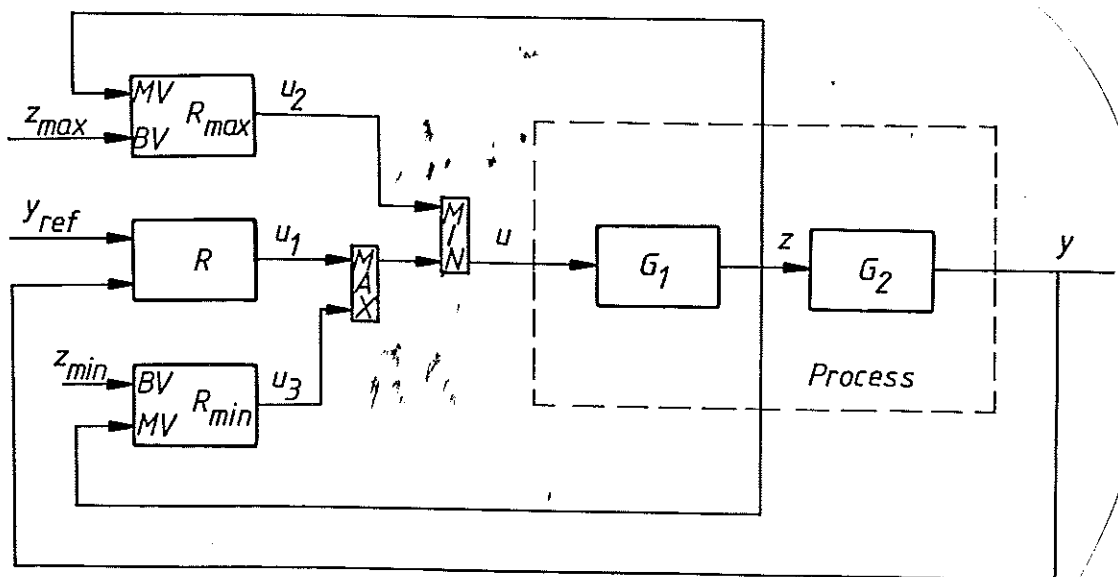 MV
R_max
u_2
z_max
BV
y_ref
R
u_1
MAX
MIN
u
G_1
z
G_2
y
z_min
BV
R_min
u_3
MV
Process